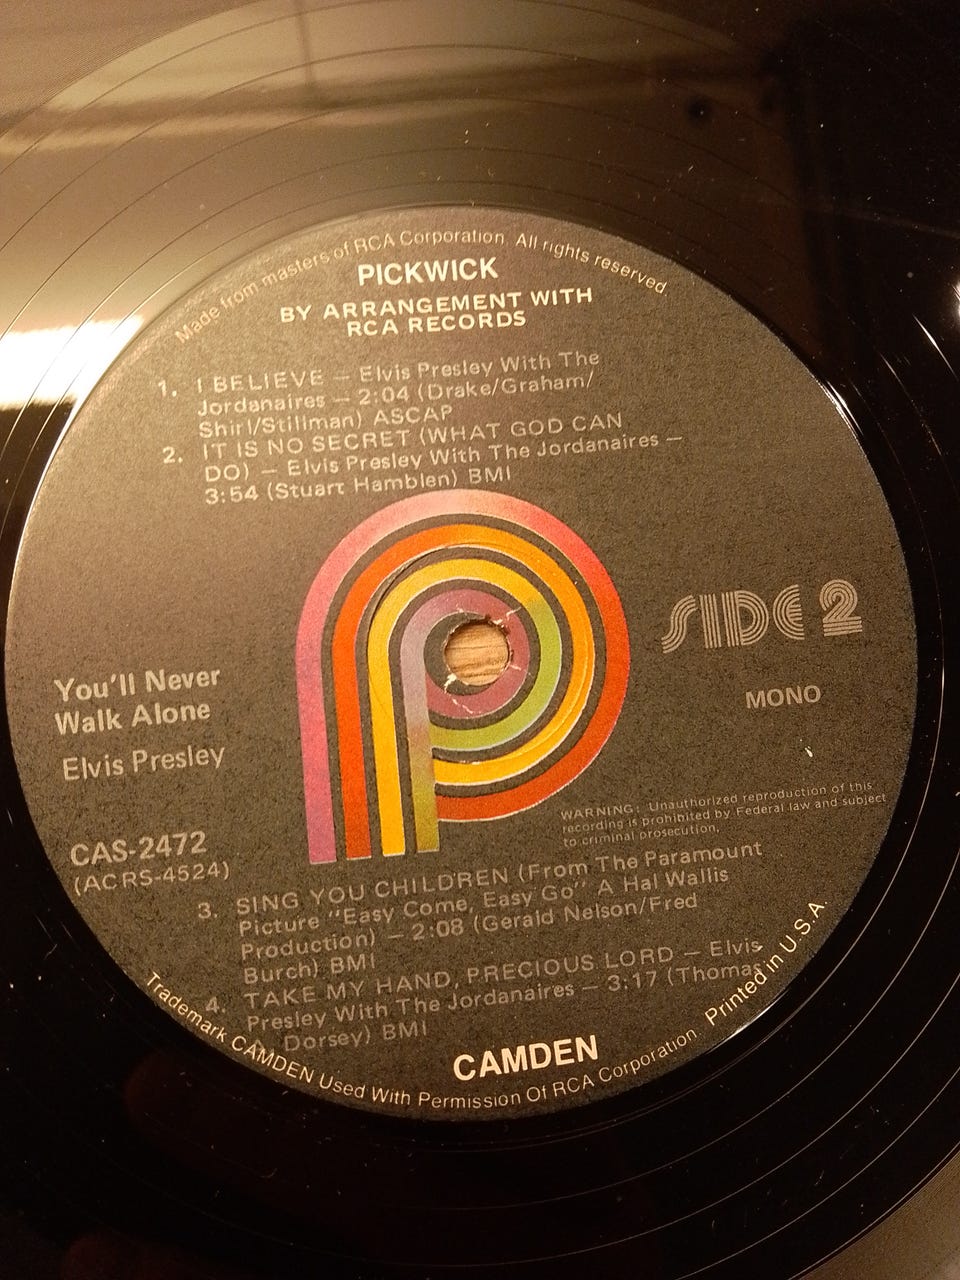 Made from masters of RCA Corporation. All rights reserved.
PICKWICK
BY ARRANGEMENT WITH
RCA RECORDS
1. I BELIEVE — Elvis Presley With The
Jordanaires — 2:04 (Drake/Graham/
Shirl/Stillman) ASCAP
2. IT IS NO SECRET (WHAT GOD CAN
DO) — Elvis Presley With The Jordanaires —
3:54 (Stuart Hamblen) BMI
SIDE 2
MONO
You'll Never
Walk Alone
Elvis Presley
CAS-2472
(ACRS-4524)
WARNING: Unauthorized reproduction of this
recording is prohibited by Federal law and subject
to criminal prosecution.
3. SING YOU CHILDREN (From The Paramount
Picture "Easy Come, Easy Go" A Hal Wallis
Production) — 2:08 (Gerald Nelson/Fred
Burch) BMI
4. TAKE MY HAND, PRECIOUS LORD — Elvis
Presley With The Jordanaires — 3:17 (Thomas
Dorsey) BMI
CAMDEN
Trademark CAMDEN Used With Permission Of RCA Corporation. Printed in U.S.A.